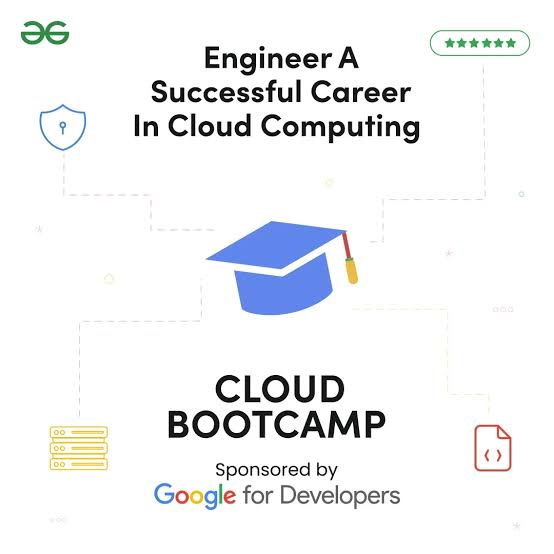 Engineer A
Successful Career
In Cloud Computing
CLOUD
BOOTCAMP
Sponsored by
Google for Developers